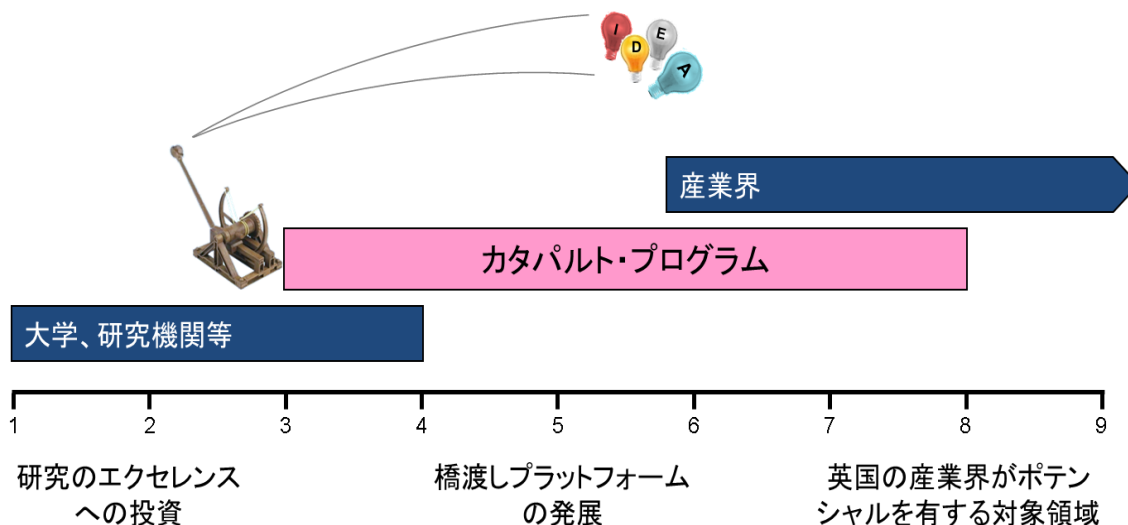 I
D
E
A
産業界
カタパルト・プログラム
大学、研究機関等
1 2 3 4 5 6 7 8 9
研究のエクセレンス
への投資
橋渡しプラットフォーム
の発展
英国の産業界がポテン
シャルを有する対象領域